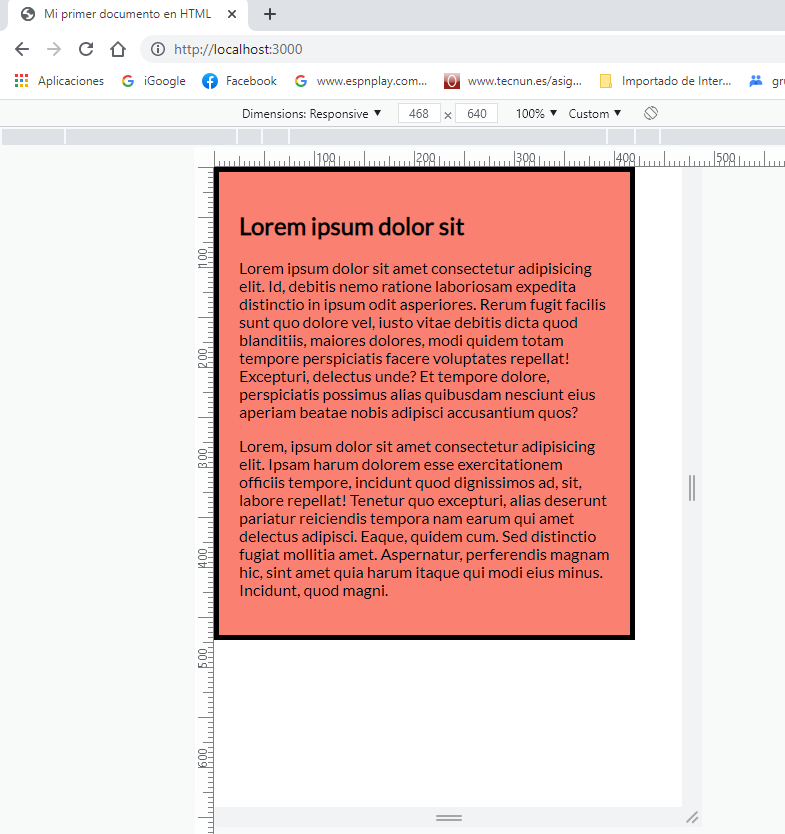 Mi primer documento en HTML
http://localhost:3000
Aplicaciones iGoogle Facebook www.espnplay.com... www.tecnun.es/asig... Importado de Inter... gru
Dimensions: Responsive ▼ 468 × 640 100% ▼ Custom ▼
100 200 300 400 500
100
200
300
400
500
600
Lorem ipsum dolor sit
Lorem ipsum dolor sit amet consectetur adipisicing
elit. Id, debitis nemo ratione laboriosam expedita
distinctio in ipsum odit asperiores. Rerum fugit facilis
sunt quo dolore vel, iusto vitae debitis dicta quod
blanditiis, maiores dolores, modi quidem totam
tempore perspiciatis facere voluptates repellat!
Excepturi, delectus unde? Et tempore dolore,
perspiciatis possimus alias quibusdam nesciunt eius
aperiam beatae nobis adipisci accusantium quos?
Lorem, ipsum dolor sit amet consectetur adipisicing
elit. Ipsam harum dolorem esse exercitationem
officiis tempore, incidunt quod dignissimos ad, sit,
labore repellat! Tenetur quo excepturi, alias deserunt
pariatur reiciendis tempora nam earum qui amet
delectus adipisci. Eaque, quidem cum. Sed distinctio
fugiat mollitia amet. Aspernatur, perferendis magnam
hic, sint amet quia harum itaque qui modi eius minus.
Incidunt, quod magni.